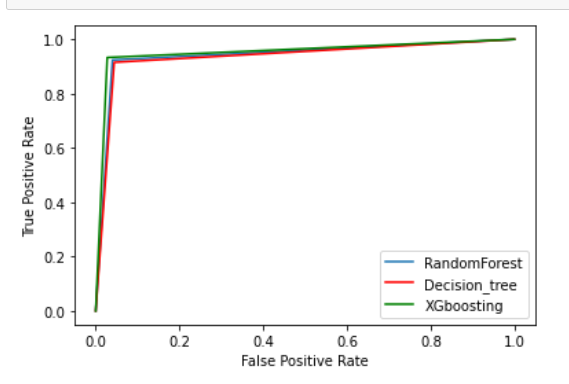 1.0
0.8
0.6
0.4
0.2
0.0
True Positive Rate
RandomForest
Decision_tree
XGboosting
0.0 0.2 0.4 0.6 0.8 1.0
False Positive Rate